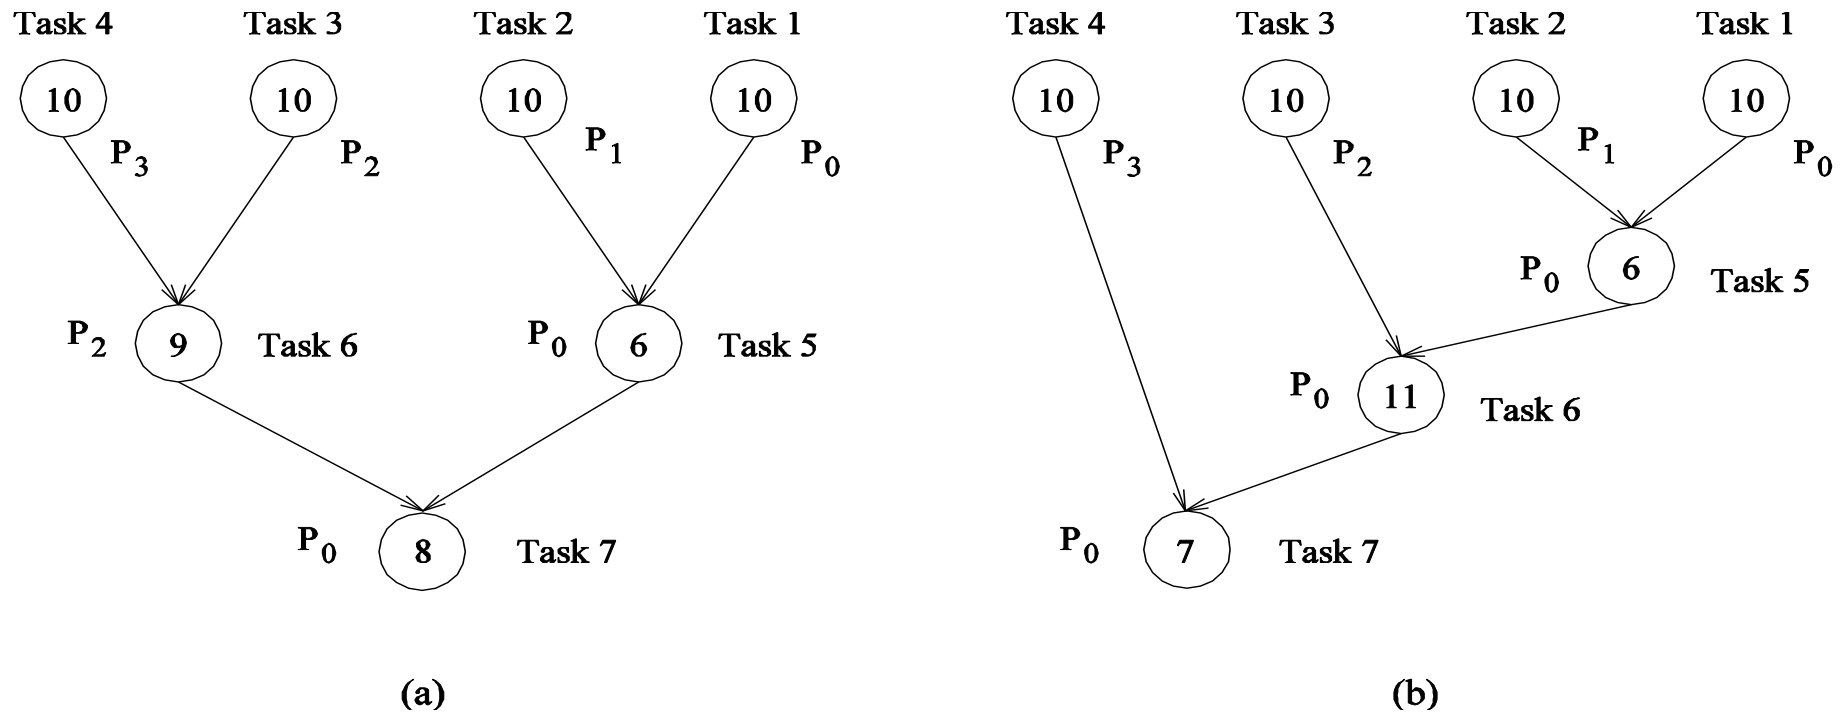 Task 4 Task 3 Task 2 Task 1 Task 4 Task 3 Task 2 Task 1
10 10 10 10 10 10 10 10
P3 P2 P1 P0 P3 P2 P1 P0
P0 6 Task 5
P2 9 Task 6 P0 6 Task 5
P0 11 Task 6
P0 8 Task 7 P0 7 Task 7
(a) (b)